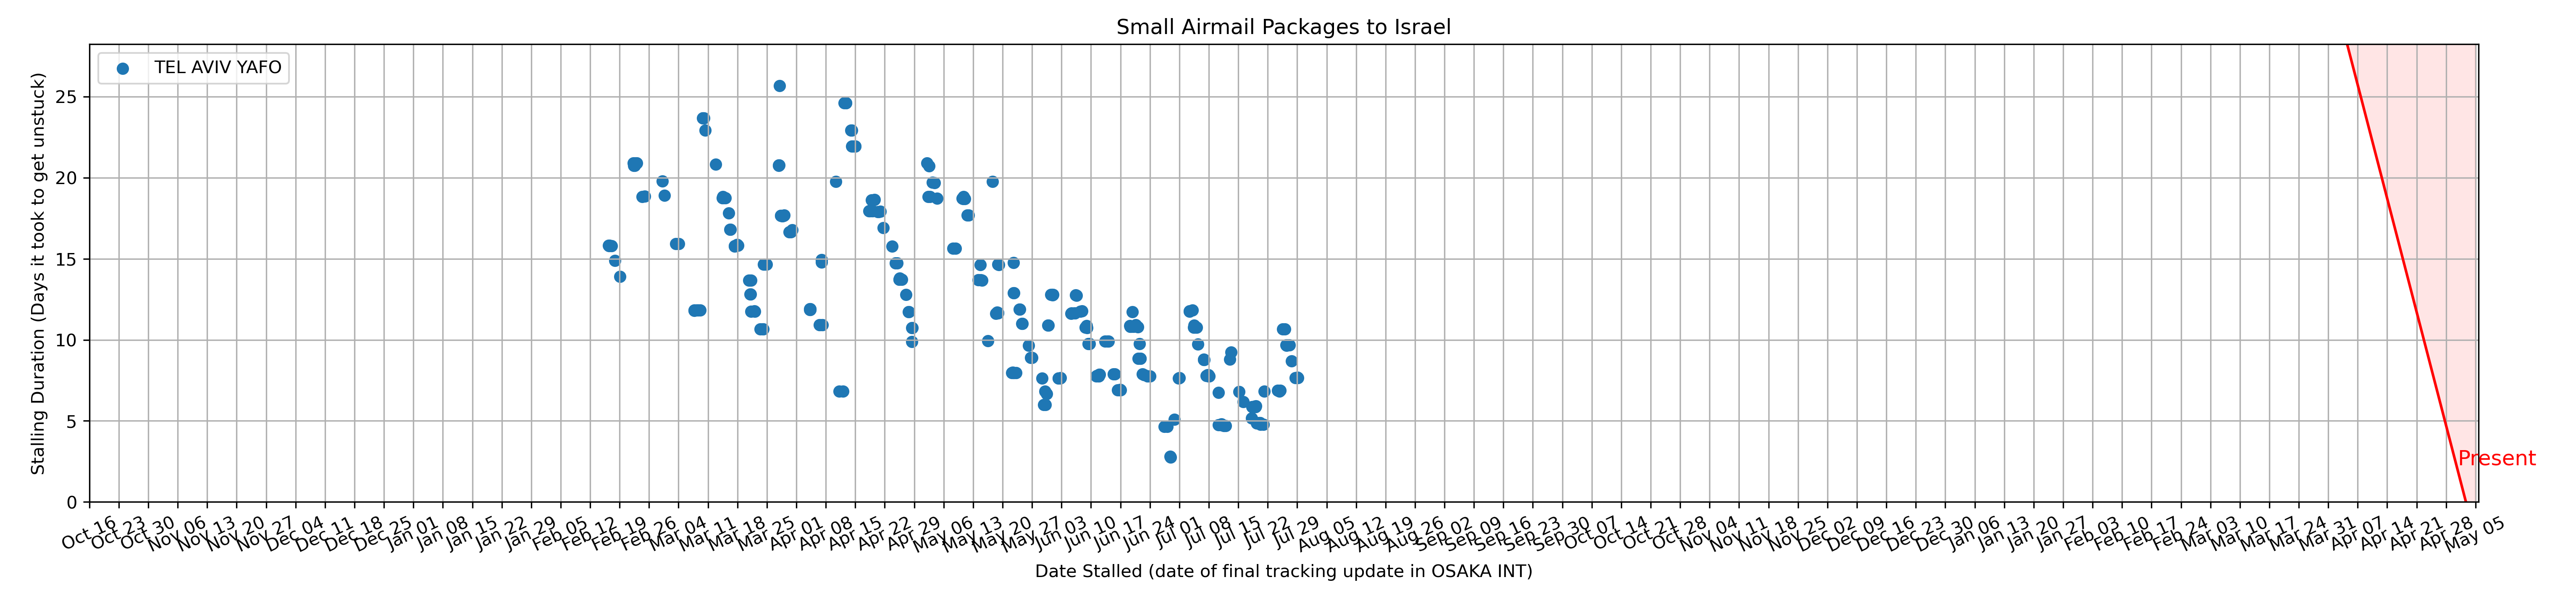 Small Airmail Packages to Israel
TEL AVIV YAFO
Stalling Duration (Days it took to get unstuck)
25
20
15
10
5
0
Present
Oct 16
Oct 23
Oct 30
Nov 06
Nov 13
Nov 20
Nov 27
Dec 04
Dec 11
Dec 18
Dec 25
Jan 01
Jan 08
Jan 15
Jan 22
Jan 29
Feb 05
Feb 12
Feb 19
Feb 26
Mar 04
Mar 11
Mar 18
Mar 25
Apr 01
Apr 08
Apr 15
Apr 22
Apr 29
May 06
May 13
May 20
May 27
Jun 03
Jun 10
Jun 17
Jun 24
Jul 01
Jul 08
Jul 15
Jul 22
Jul 29
Aug 05
Aug 12
Aug 19
Aug 26
Sep 02
Sep 09
Sep 16
Sep 23
Sep 30
Oct 07
Oct 14
Oct 21
Oct 28
Nov 04
Nov 11
Nov 18
Nov 25
Dec 02
Dec 09
Dec 16
Dec 23
Dec 30
Jan 06
Jan 13
Jan 20
Jan 27
Feb 03
Feb 10
Feb 17
Feb 24
Mar 03
Mar 10
Mar 17
Mar 24
Mar 31
Apr 07
Apr 14
Apr 21
Apr 28
May 05
Date Stalled (date of final tracking update in OSAKA INT)